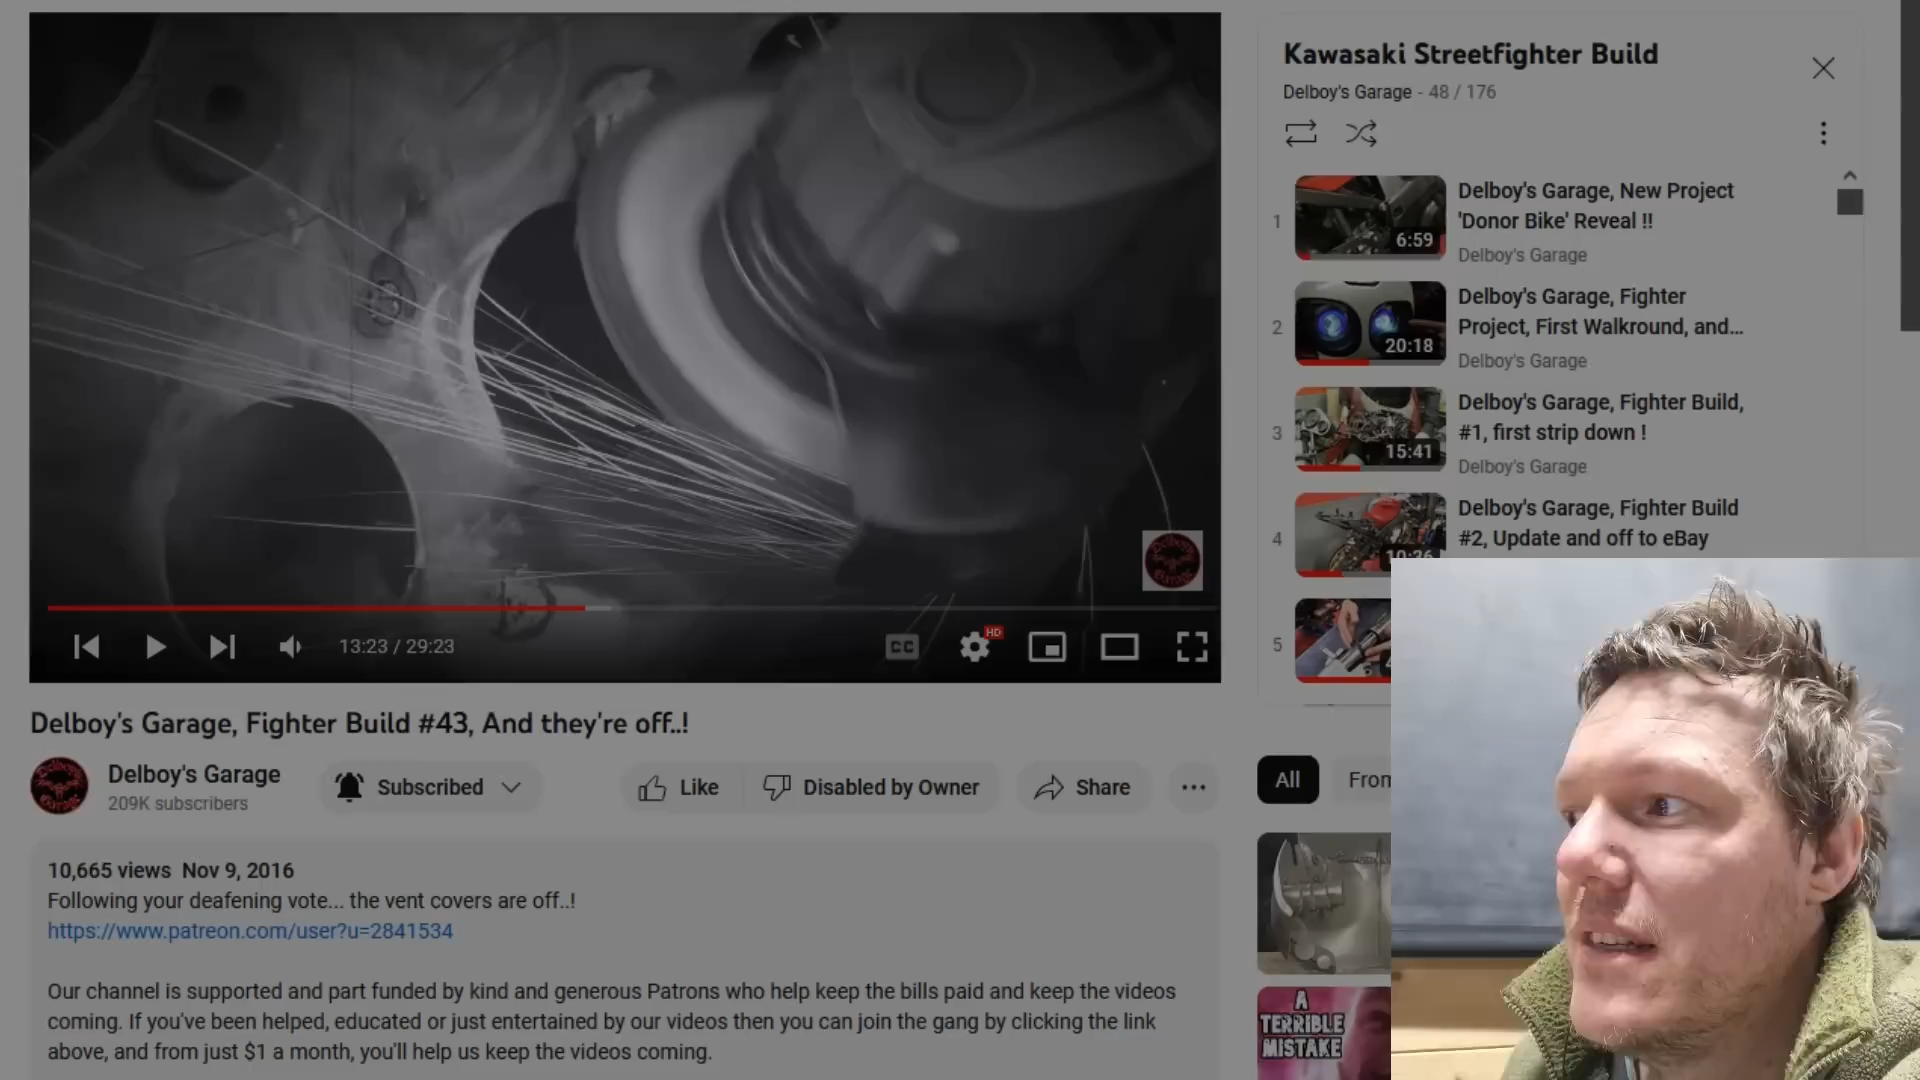 13:23 / 29:23
CC
HD
Delboy's Garage
Delboy's Garage, Fighter Build #43, And they're off..!
Delboy's Garage
209K subscribers
Subscribed
Like
Disabled by Owner
Share
10,665 views Nov 9, 2016
Following your deafening vote... the vent covers are off..!
https://www.patreon.com/user?u=2841534
Our channel is supported and part funded by kind and generous Patrons who help keep the bills paid and keep the videos
coming. If you've been helped, educated or just entertained by our videos then you can join the gang by clicking the link
above, and from just $1 a month, you'll help us keep the videos coming.
Kawasaki Streetfighter Build
Delboy's Garage - 48 / 176
1
6:59
Delboy's Garage, New Project
'Donor Bike' Reveal !!
Delboy's Garage
2
20:18
Delboy's Garage, Fighter
Project, First Walkround, and...
Delboy's Garage
3
15:41
Delboy's Garage, Fighter Build,
#1, first strip down !
Delboy's Garage
4
10:26
Delboy's Garage, Fighter Build
#2, Update and off to eBay
5
All
From
A
TERRIBLE
MISTAKE